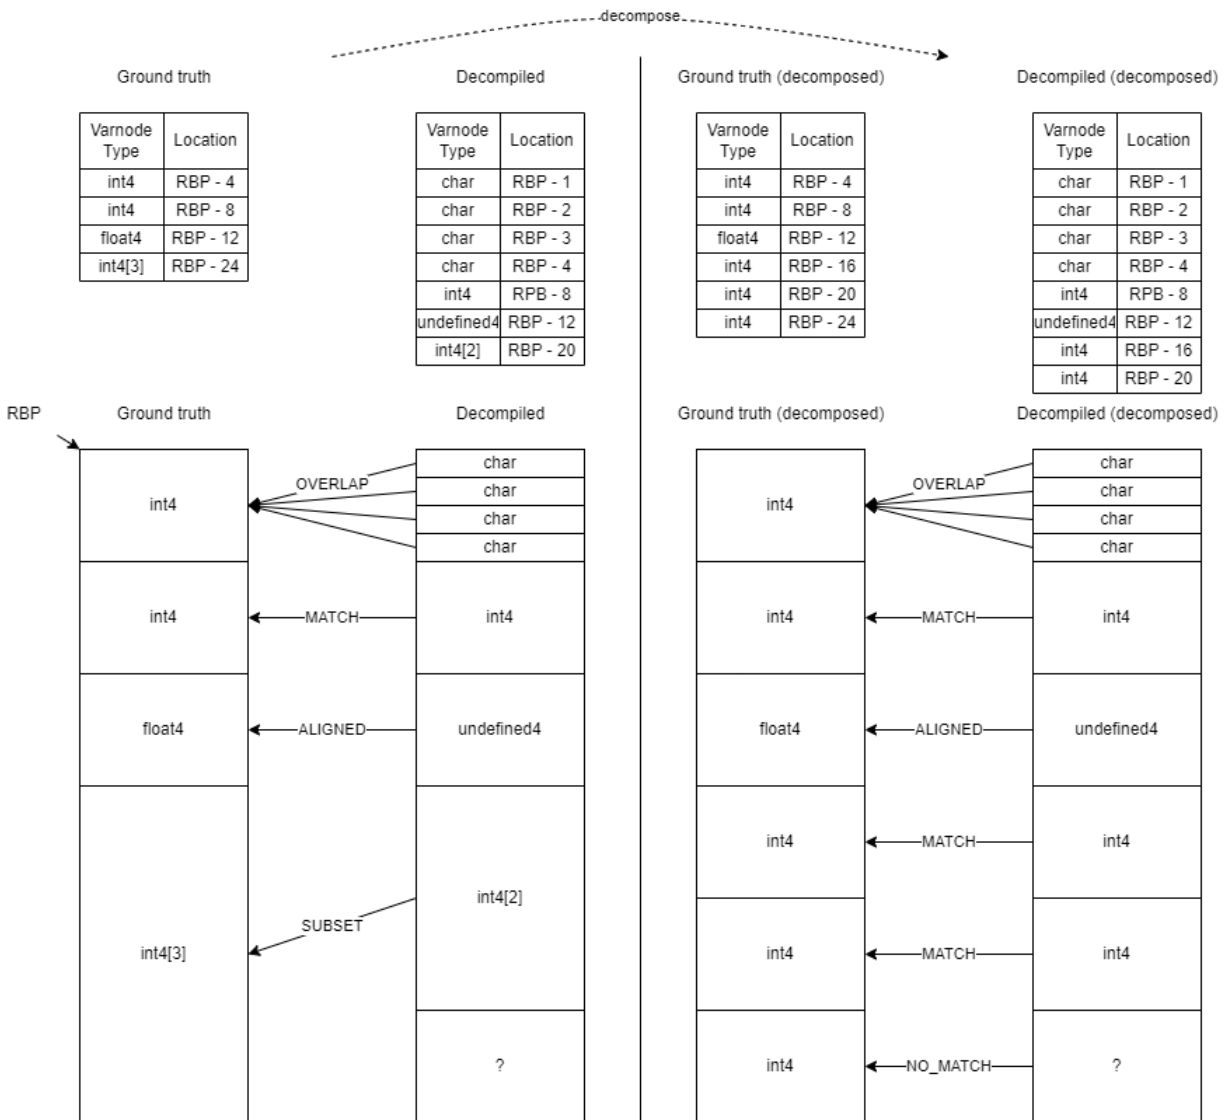 decompose
Ground truth
Decompiled
Ground truth (decomposed)
Decompiled (decomposed)
Varnode Type Location
int4 RBP - 4
int4 RBP - 8
float4 RBP - 12
int4[3] RBP - 24
Varnode Type Location
char RBP - 1
char RBP - 2
char RBP - 3
char RBP - 4
int4 RPB - 8
undefined4 RBP - 12
int4[2] RBP - 20
Varnode Type Location
int4 RBP - 4
int4 RBP - 8
float4 RBP - 12
int4 RBP - 16
int4 RBP - 20
int4 RBP - 24
Varnode Type Location
char RBP - 1
char RBP - 2
char RBP - 3
char RBP - 4
int4 RPB - 8
undefined4 RBP - 12
int4 RBP - 16
int4 RBP - 20
RBP
Ground truth
Decompiled
int4
OVERLAP
char
char
char
char
int4
MATCH
int4
float4
ALIGNED
undefined4
int4[3]
SUBSET
int4[2]
?
Ground truth (decomposed)
Decompiled (decomposed)
int4
OVERLAP
char
char
char
char
int4
MATCH
int4
float4
ALIGNED
undefined4
int4
MATCH
int4
int4
MATCH
int4
int4
NO_MATCH
?